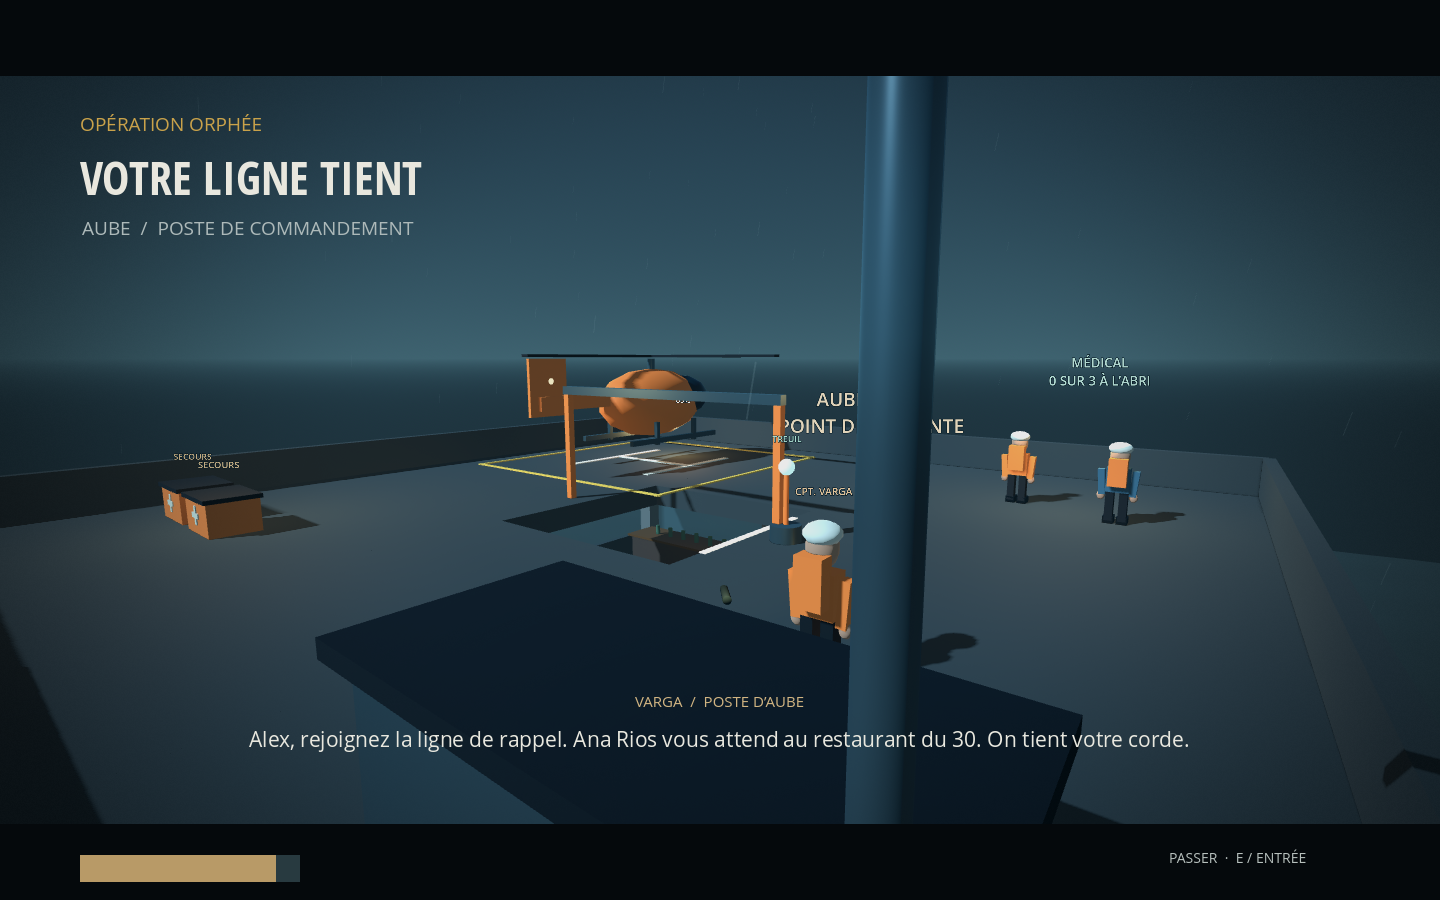 OPÉRATION ORPHÉE
VOTRE LIGNE TIENT
AUBE / POSTE DE COMMANDEMENT
MÉDICAL
0 SUR 3 À L'ABRI
TREUIL
SECOURS
SECOURS
CPT. VARGA
VARGA / POSTE D'AUBE
Alex, rejoignez la ligne de rappel. Ana Rios vous attend au restaurant du 30. On tient votre corde.
PASSER · E / ENTRÉE